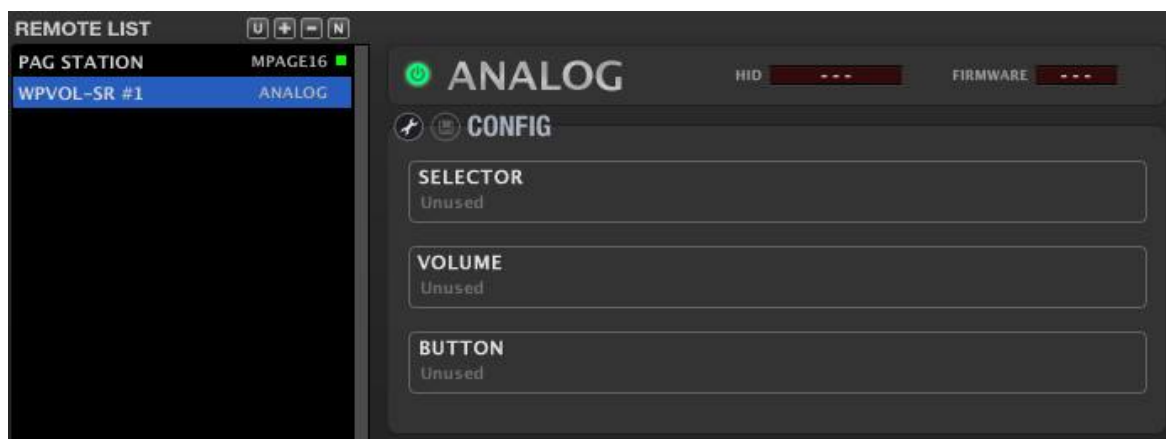 REMOTE LIST U + - N
PAG STATION MPAGE16
WPVOL-SR #1 ANALOG
ANALOG HID --- FIRMWARE ---
CONFIG
SELECTOR
Unused
VOLUME
Unused
BUTTON
Unused